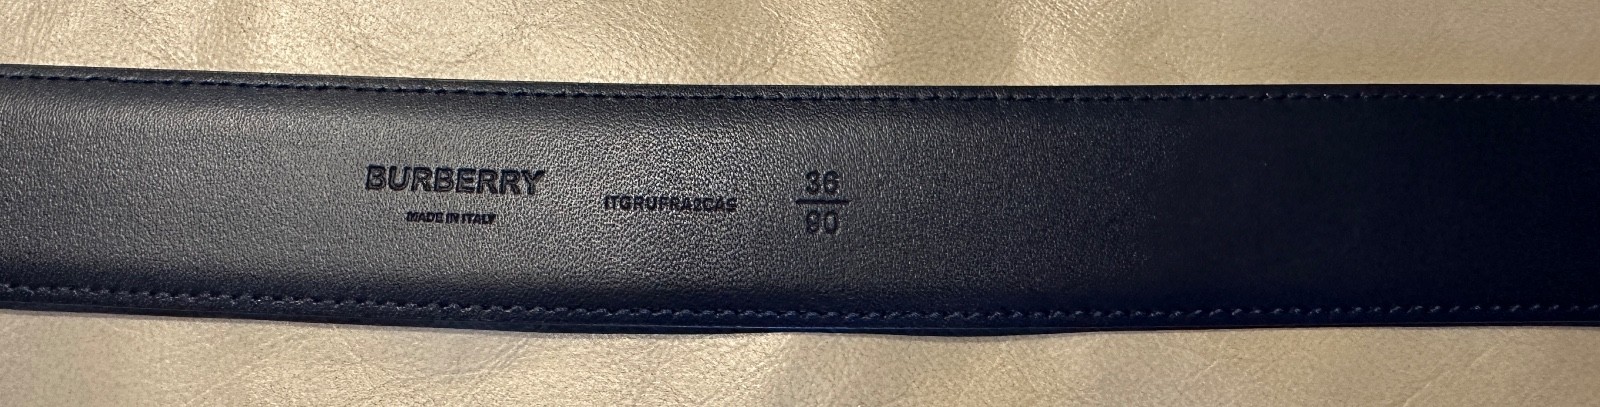 BURBERRY
MADE IN ITALY
ITGRUFRA2CAS
36
90